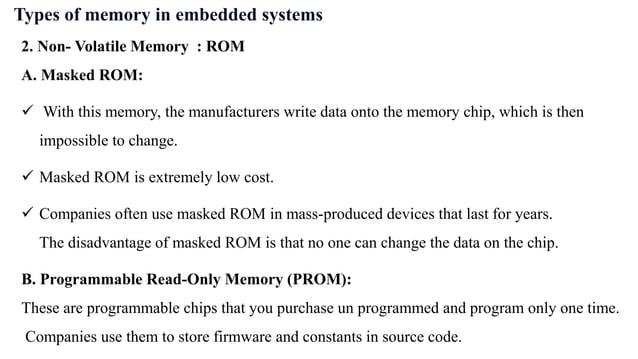 Types of memory in embedded systems
2. Non- Volatile Memory : ROM
A. Masked ROM:
✓ With this memory, the manufacturers write data onto the memory chip, which is then
impossible to change.
✓ Masked ROM is extremely low cost.
✓ Companies often use masked ROM in mass-produced devices that last for years.
The disadvantage of masked ROM is that no one can change the data on the chip.
B. Programmable Read-Only Memory (PROM):
These are programmable chips that you purchase un programmed and program only one time.
Companies use them to store firmware and constants in source code.